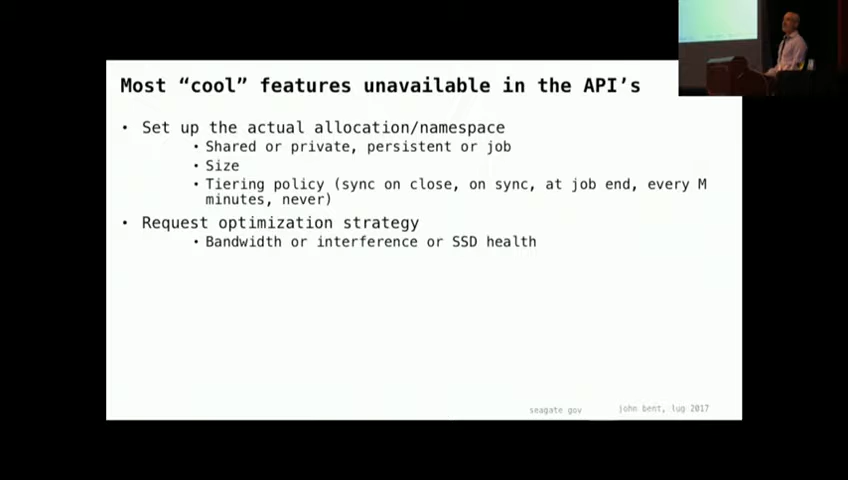 Most “cool” features unavailable in the API’s
• Set up the actual allocation/namespace
• Shared or private, persistent or job
• Size
• Tiering policy (sync on close, on sync, at job end, every M
minutes, never)
• Request optimization strategy
• Bandwidth or interference or SSD health
seagate gov
john bent, lug 2017